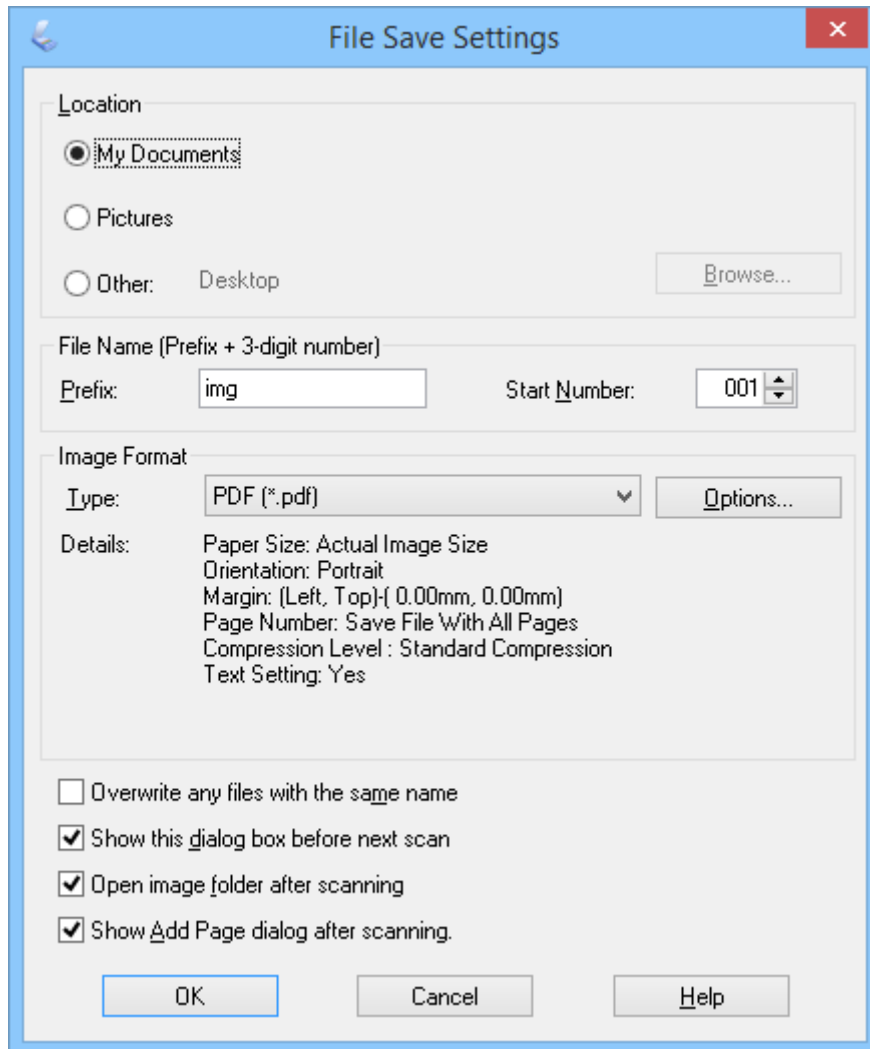 File Save Settings
Location
My Documents
Pictures
Other: Desktop Browse...
File Name (Prefix + 3-digit number)
Prefix: img Start Number: 001
Image Format
Type: PDF (*.pdf) Options...
Details: Paper Size: Actual Image Size
Orientation: Portrait
Margin: (Left, Top)-( 0.00mm, 0.00mm)
Page Number: Save File With All Pages
Compression Level : Standard Compression
Text Setting: Yes
Overwrite any files with the same name
Show this dialog box before next scan
Open image folder after scanning
Show Add Page dialog after scanning.
OK Cancel Help